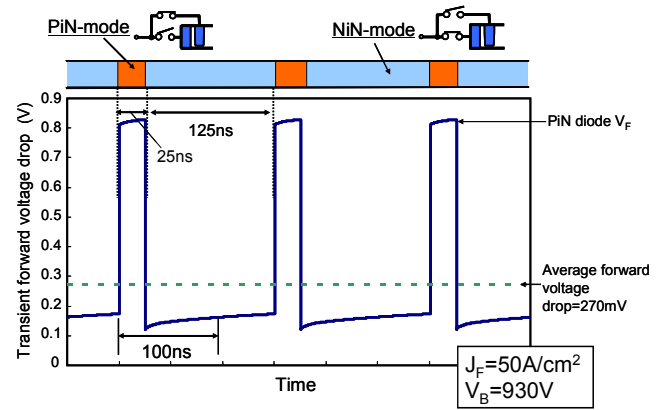 PiN-mode
NiN-mode
0.9
0.8
0.7
0.6
0.5
0.4
0.3
0.2
0.1
0
Transient forward voltage drop (V)
125ns
25ns
100ns
PiN diode VF
Average forward
voltage
drop=270mV
Time
JF=50A/cm²
VB=930V